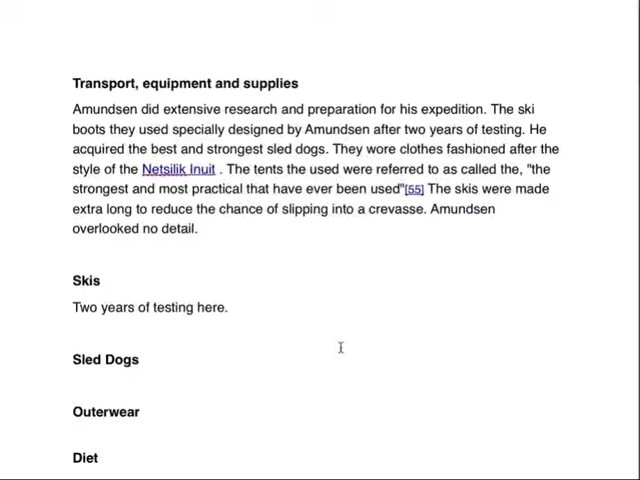 Transport, equipment and supplies
Amundsen did extensive research and preparation for his expedition. The ski
boots they used specially designed by Amundsen after two years of testing. He
acquired the best and strongest sled dogs. They wore clothes fashioned after the
style of the Netsilik Inuit . The tents the used were referred to as called the, "the
strongest and most practical that have ever been used"[55] The skis were made
extra long to reduce the chance of slipping into a crevasse. Amundsen
overlooked no detail.
Skis
Two years of testing here.
Sled Dogs
Outerwear
Diet